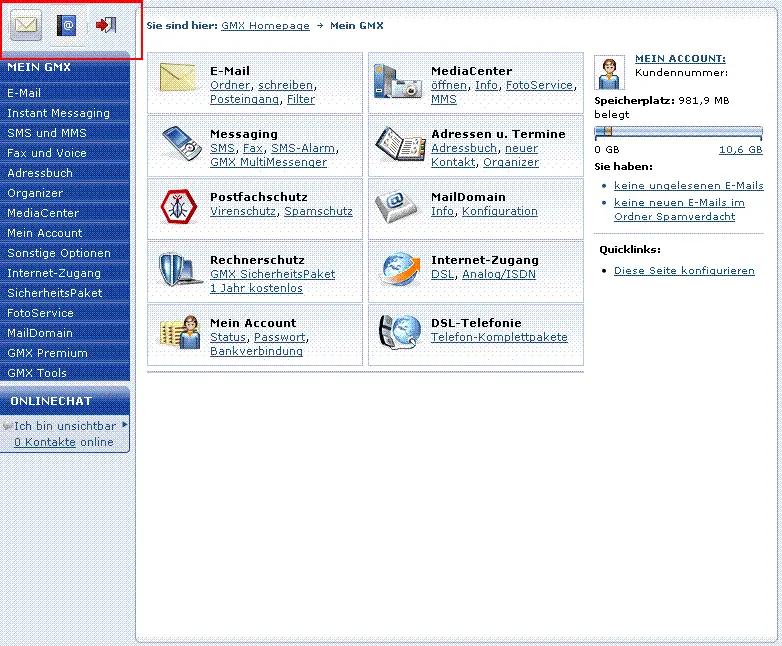 Sie sind hier: GMX Homepage → Mein GMX
MEIN GMX
E-Mail
Instant Messaging
SMS und MMS
Fax und Voice
Adressbuch
Organizer
MediaCenter
Mein Account
Sonstige Optionen
Internet-Zugang
SicherheitsPaket
FotoService
MailDomain
GMX Premium
GMX Tools
ONLINECHAT
Ich bin unsichtbar
0 Kontakte online
E-Mail
Ordner, schreiben,
Posteingang, Filter
MediaCenter
öffnen, Info, FotoService,
MMS
Messaging
SMS, Fax, SMS-Alarm,
GMX MultiMessenger
Adressen u. Termine
Adressbuch, neuer
Kontakt, Organizer
Postfachschutz
Virenschutz, Spamschutz
MailDomain
Info, Konfiguration
Rechnerschutz
GMX SicherheitsPaket
1 Jahr kostenlos
Internet-Zugang
DSL, Analog/ISDN
Mein Account
Status, Passwort,
Bankverbindung
DSL-Telefonie
Telefon-Komplettpakete
MEIN ACCOUNT:
Kundennummer:
Speicherplatz: 981,9 MB
belegt
0 GB 10,6 GB
Sie haben:
• keine ungelesenen E-Mails
• keine neuen E-Mails im
Ordner Spamverdacht
Quicklinks:
• Diese Seite konfigurieren